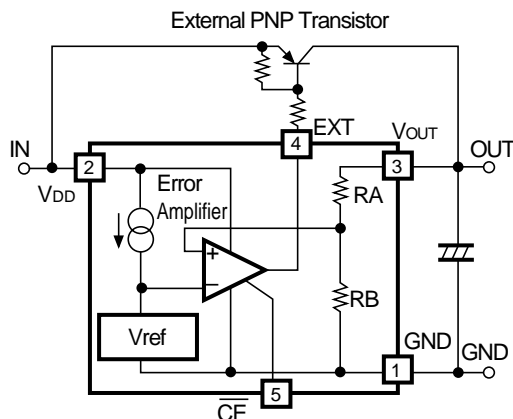 External PNP Transistor
EXT
4
VOUT
IN
2
3
OUT
VDD
Error
Amplifier
RA
+
−
RB
Vref
GND
GND
1
5
CE